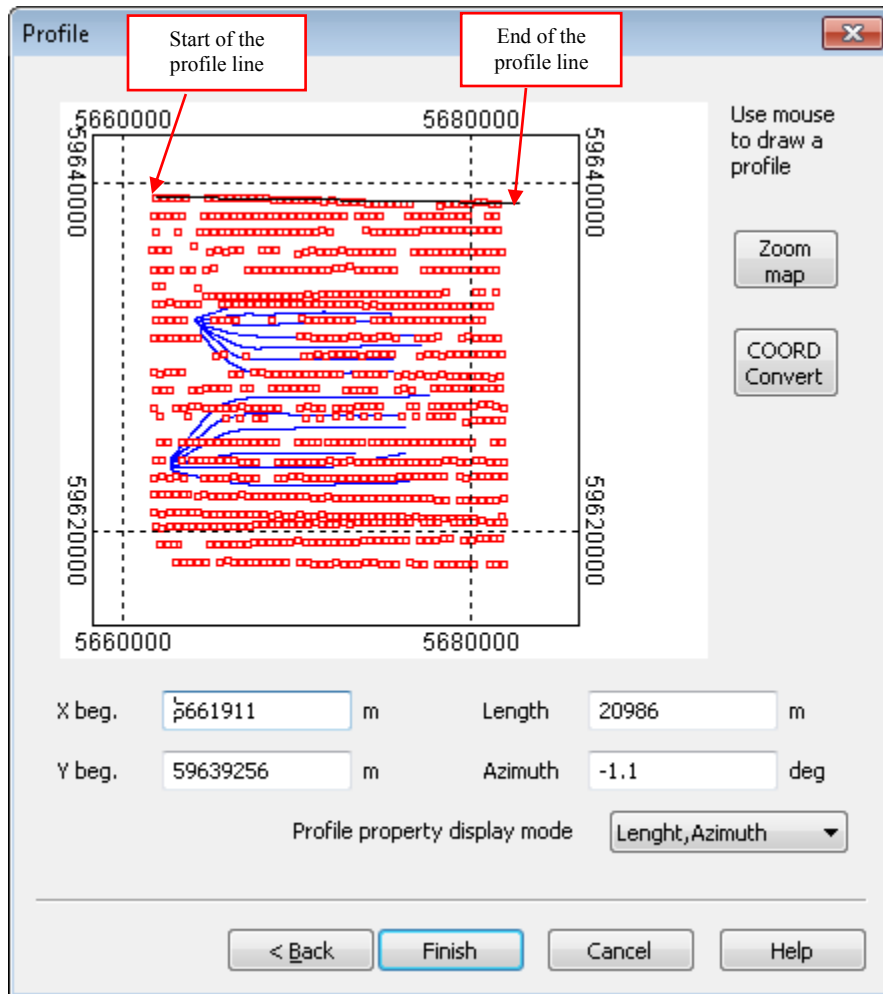 Profile
Start of the
profile line
End of the
profile line
Use mouse
to draw a
profile
5660000
5680000
59640000
59640000
59620000
59620000
5660000
5680000
Zoom
map
COORD
Convert
X beg.
5661911
m
Length
20986
m
Y beg.
59639256
m
Azimuth
-1.1
deg
Profile property display mode
Lenght,Azimuth
< Back
Finish
Cancel
Help